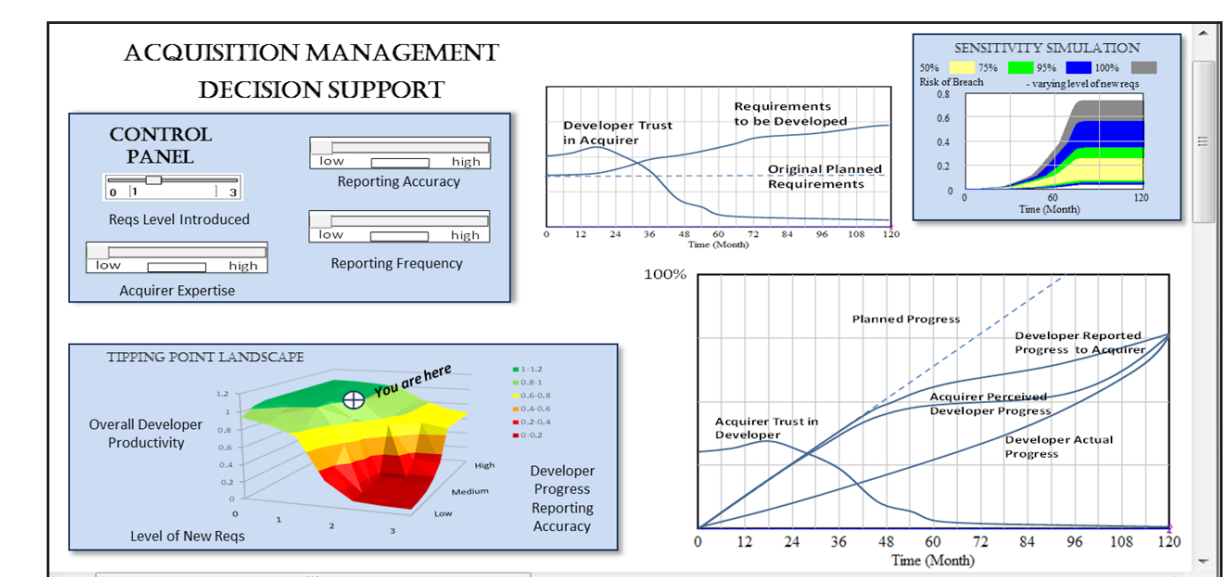 ACQUISITION MANAGEMENT
DECISION SUPPORT
CONTROL
PANEL
0 [1 ] 3
Reqs Level Introduced
low high
Acquirer Expertise
low high
Reporting Accuracy
low high
Reporting Frequency
Developer Trust
in Acquirer
Requirements
to be Developed
Original Planned
Requirements
0 12 24 36 48 60 72 84 96 108 120
Time (Month)
SENSITIVITY SIMULATION
50% 75% 95% 100%
Risk of Breach - varying level of new reqs
0.8
0.6
0.4
0.2
0
0 60 120
Time (Month)
TIPPING POINT LANDSCAPE
You are here
Overall Developer
Productivity
1.2
1
0.8
0.6
0.4
0.2
0
0 1 2 3
Level of New Reqs
High
Medium
Low
Developer
Progress
Reporting
Accuracy
1-1.2
0.8-1
0.6-0.8
0.4-0.6
0.2-0.4
0-0.2
100%
Planned Progress
Developer Reported
Progress to Acquirer
Acquirer Perceived
Developer Progress
Acquirer Trust in
Developer
Developer Actual
Progress
0 12 24 36 48 60 72 84 96 108 120
Time (Month)